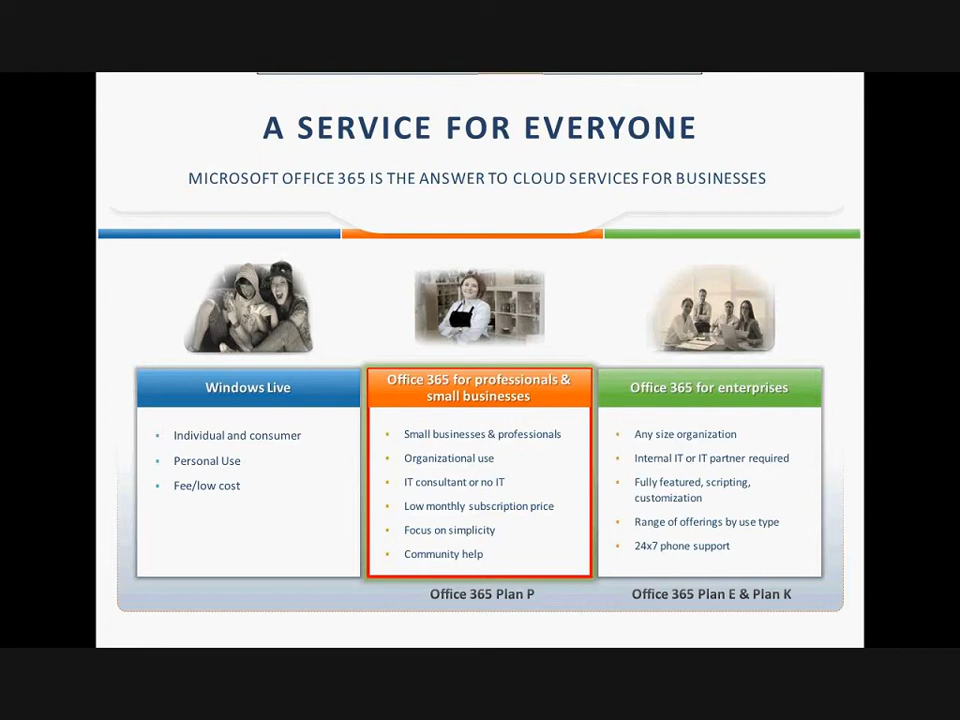 A SERVICE FOR EVERYONE
MICROSOFT OFFICE 365 IS THE ANSWER TO CLOUD SERVICES FOR BUSINESSES
Windows Live
• Individual and consumer
• Personal Use
• Fee/low cost
Office 365 for professionals &
small businesses
• Small businesses & professionals
• Organizational use
• IT consultant or no IT
• Low monthly subscription price
• Focus on simplicity
• Community help
Office 365 Plan P
Office 365 for enterprises
• Any size organization
• Internal IT or IT partner required
• Fully featured, scripting,
customization
• Range of offerings by use type
• 24x7 phone support
Office 365 Plan E & Plan K